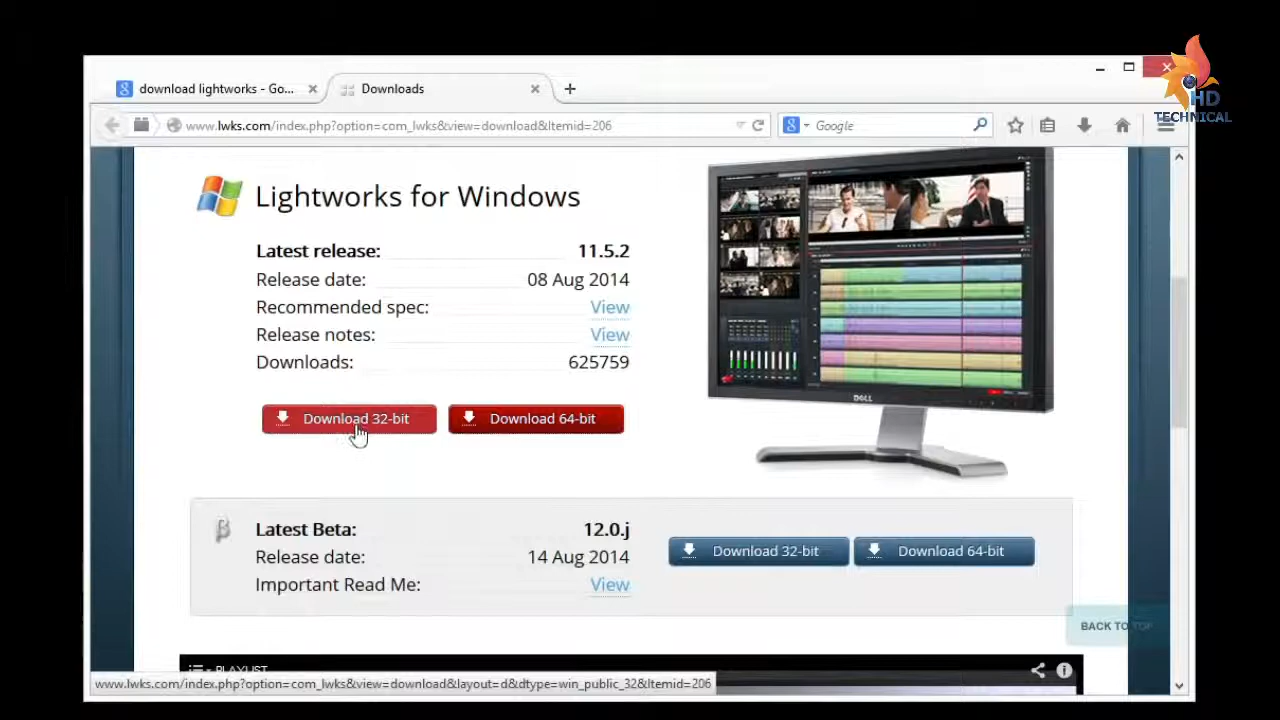 download lightworks - Go...
Downloads
www.lwks.com/index.php?option=com_lwks&view=download&Itemid=206
Google
HD
TECHNICAL
Lightworks for Windows
Latest release: 11.5.2
Release date: 08 Aug 2014
Recommended spec: View
Release notes: View
Downloads: 625759
Download 32-bit
Download 64-bit
DELL
β
Latest Beta: 12.0.j
Release date: 14 Aug 2014
Important Read Me: View
Download 32-bit
Download 64-bit
BACK TO TOP
PLAYLIST
www.lwks.com/index.php?option=com_lwks&view=download&layout=d&dtype=win_public_32&Itemid=206